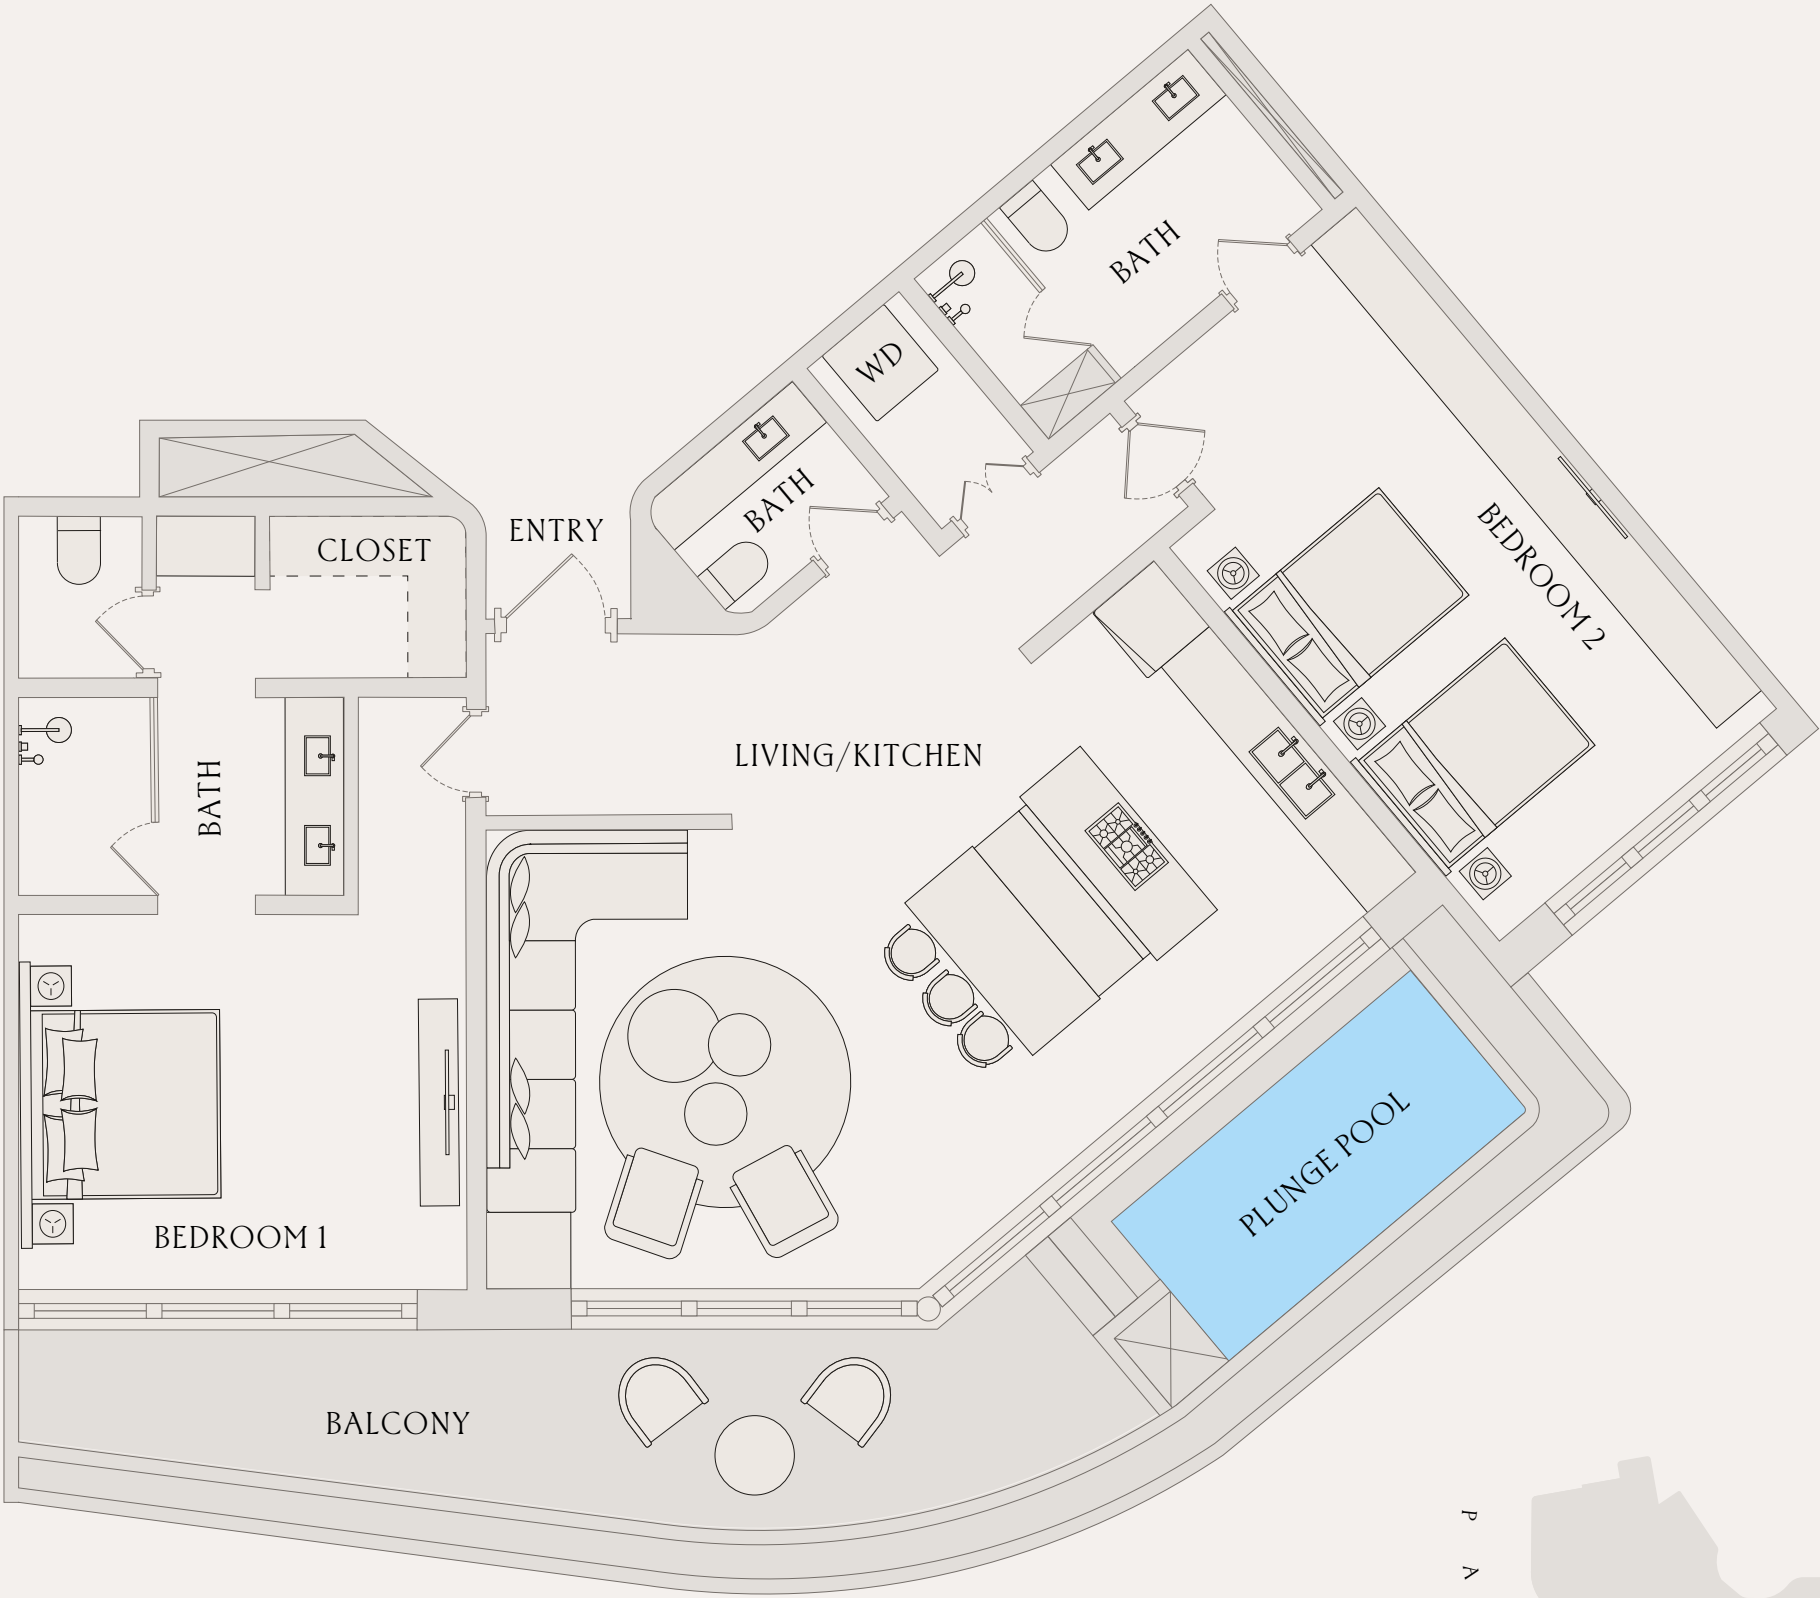 BATH
WD
BATH
ENTRY
CLOSET
BEDROOM 2
LIVING/KITCHEN
BATH
PLUNGE POOL
BEDROOM 1
BALCONY
P A